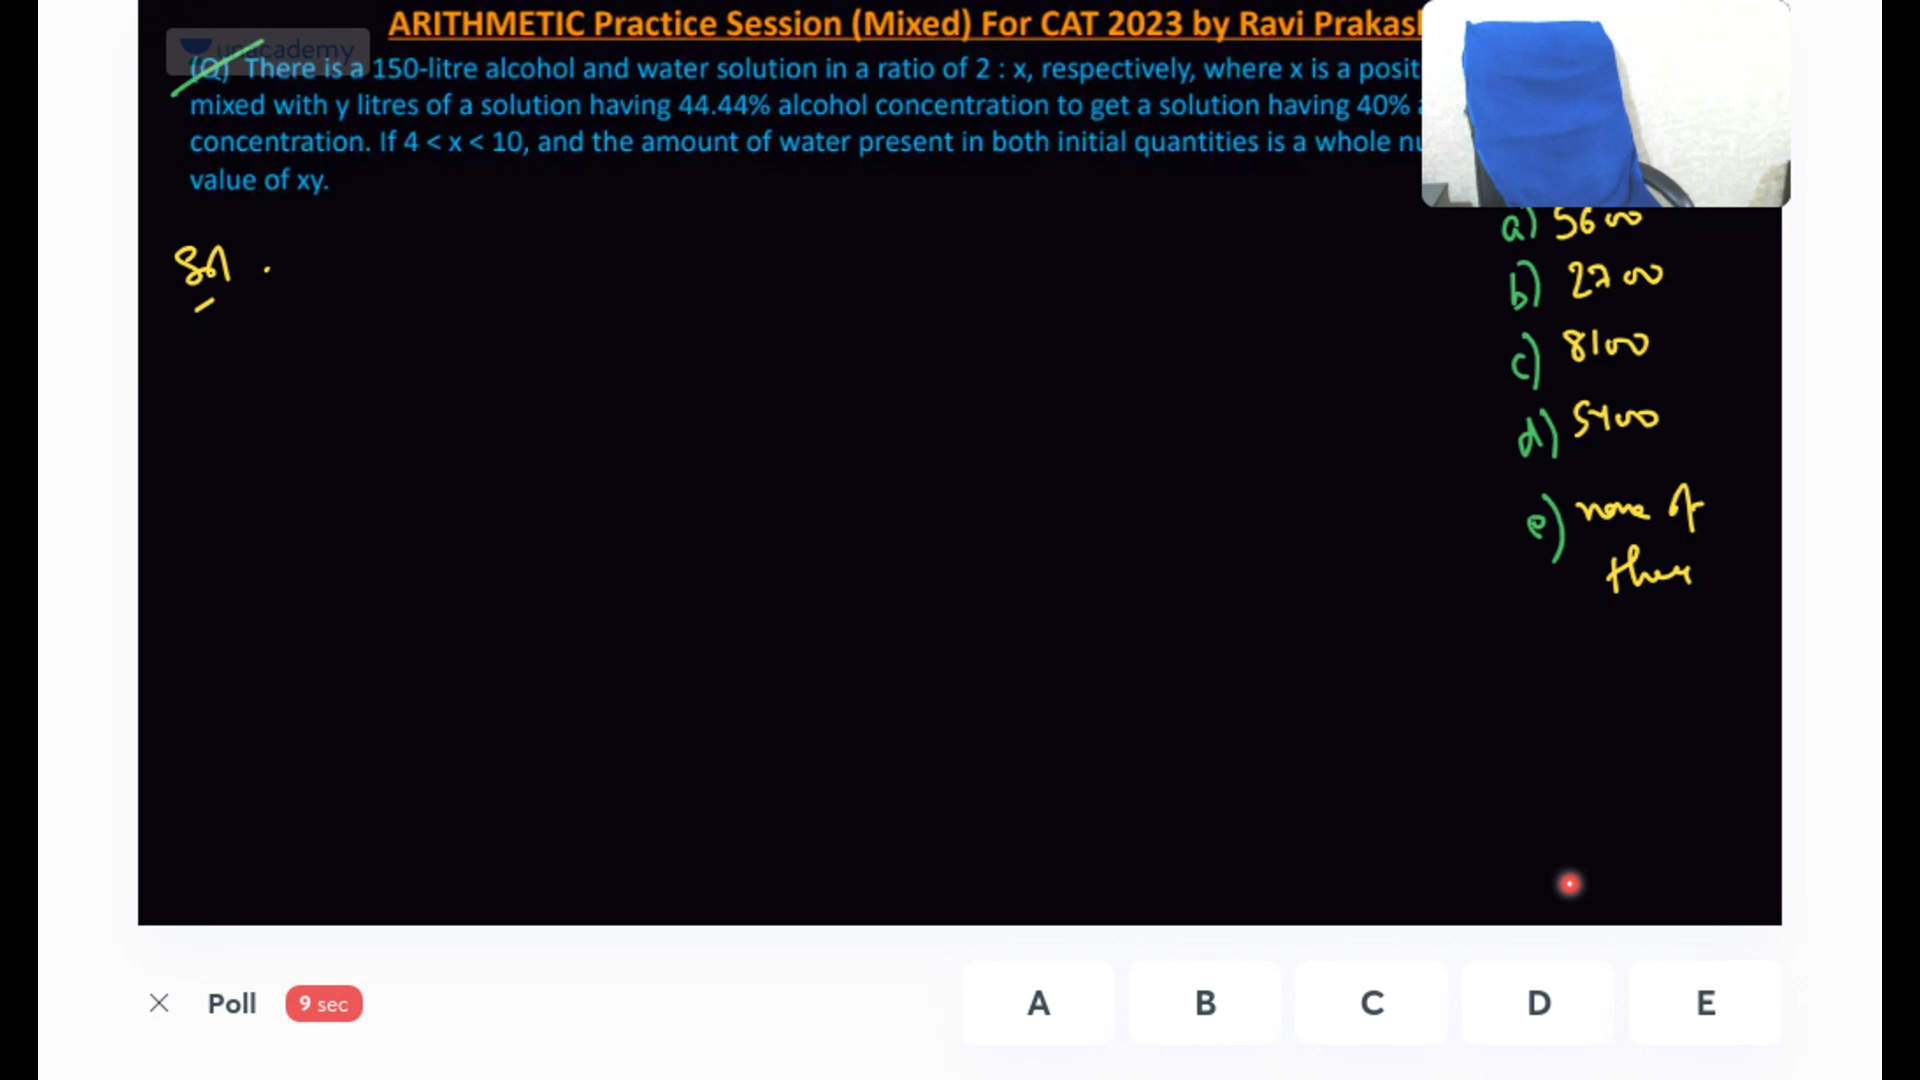 ARITHMETIC Practice Session (Mixed) For CAT 2023 by Ravi
unacademy
(Q) There is a 150-litre alcohol and water solution in a ratio of 2 : x, respectively, where x is a
mixed with y litres of a solution having 44.44% alcohol concentration to get a solution having 40%
concentration. If 4 < x < 10, and the amount of water present in both initial quantities is a whole
value of xy.
Sol.
a) 5600
b) 2700
c) 8100
d) 5400
e) none of
these
× Poll 9 sec A B C D E